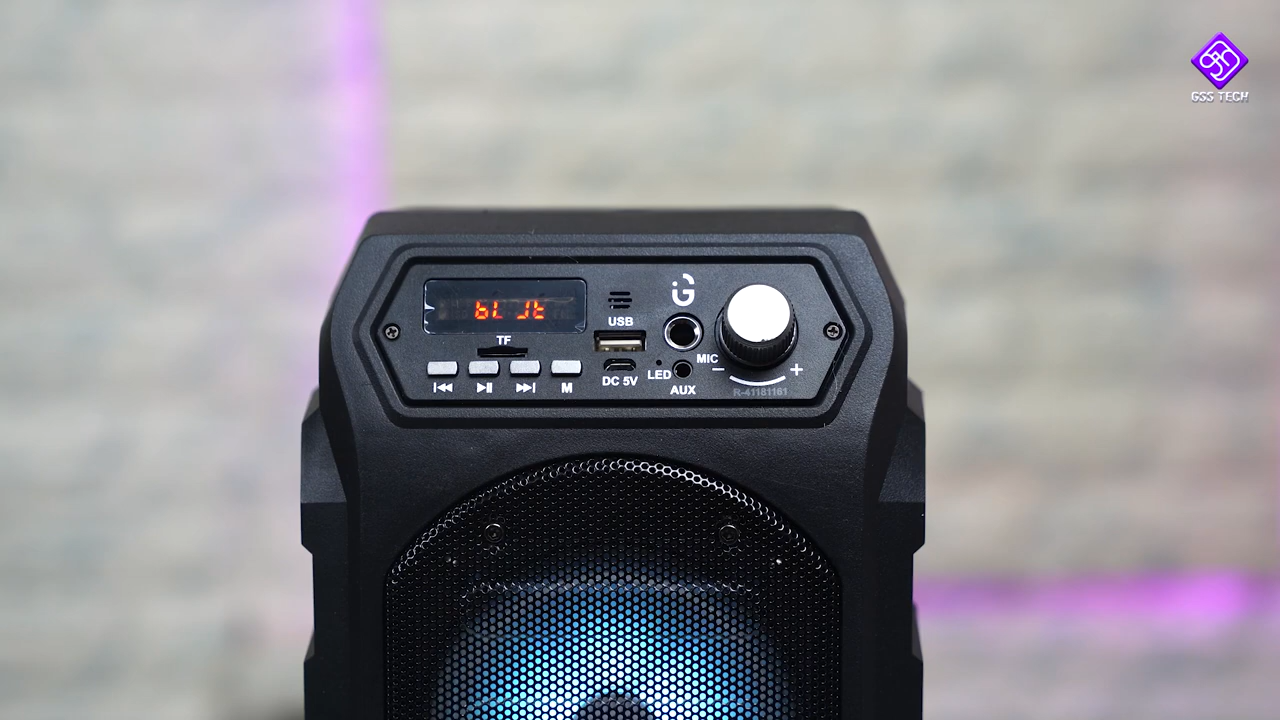 GSS TECH
bL Jt
USB
TF
MIC
LED
DC 5V
M
AUX
R-41181161